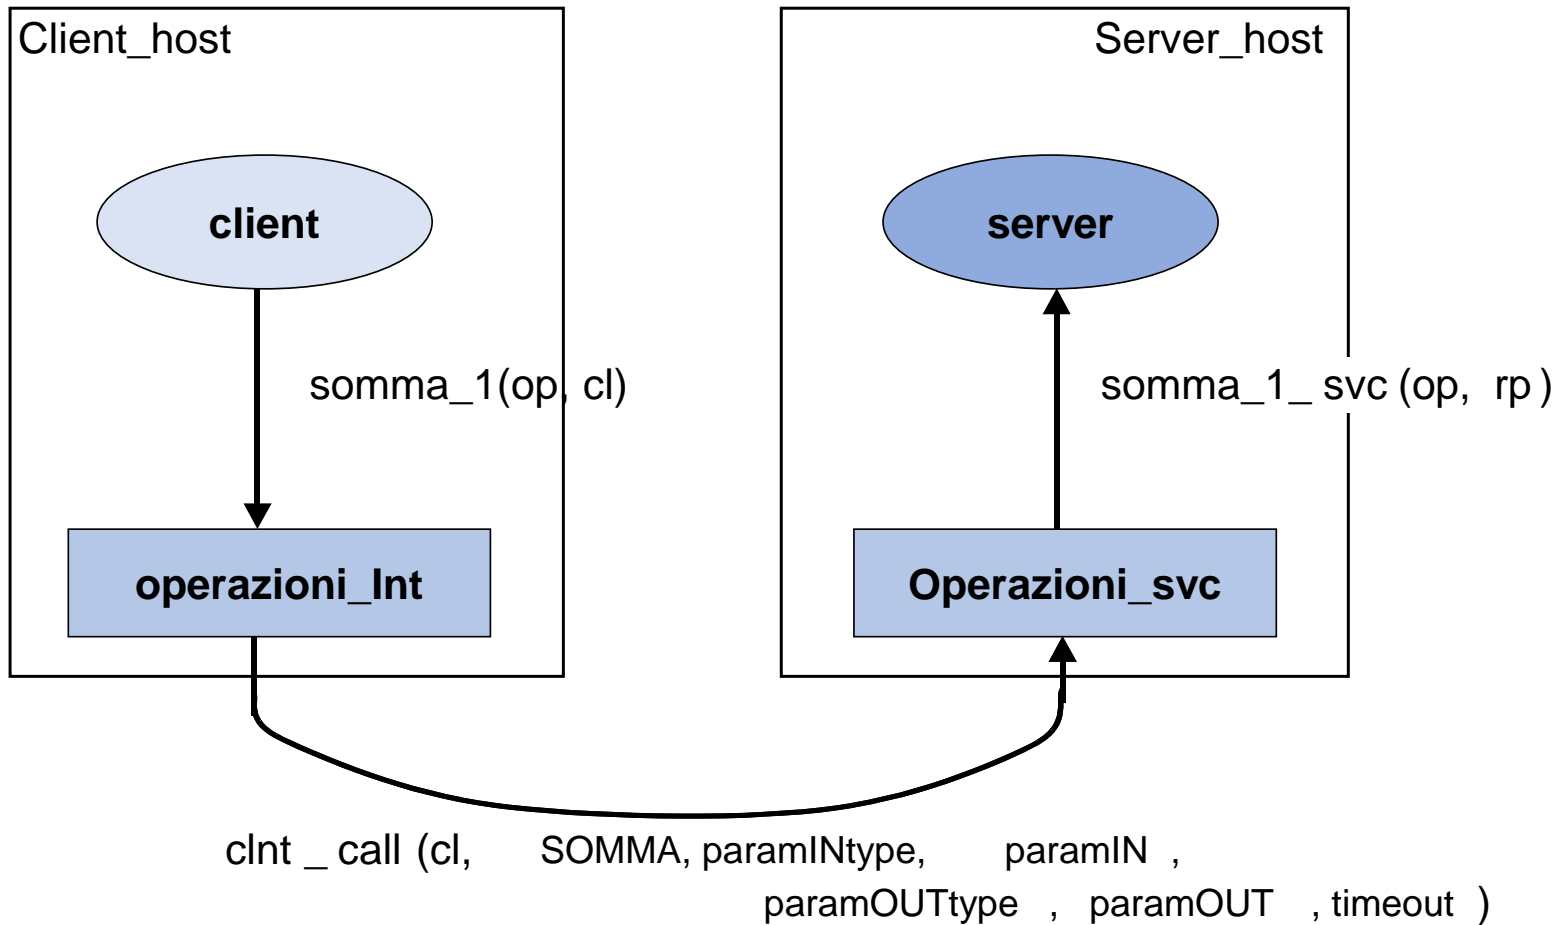 Client_host
Server_host
client
server
somma_1(op, cl)
somma_1_ svc (op, rp )
operazioni_Int
Operazioni_svc
clnt _ call (cl, SOMMA, paramINtype, paramIN ,
paramOUTtype , paramOUT , timeout )